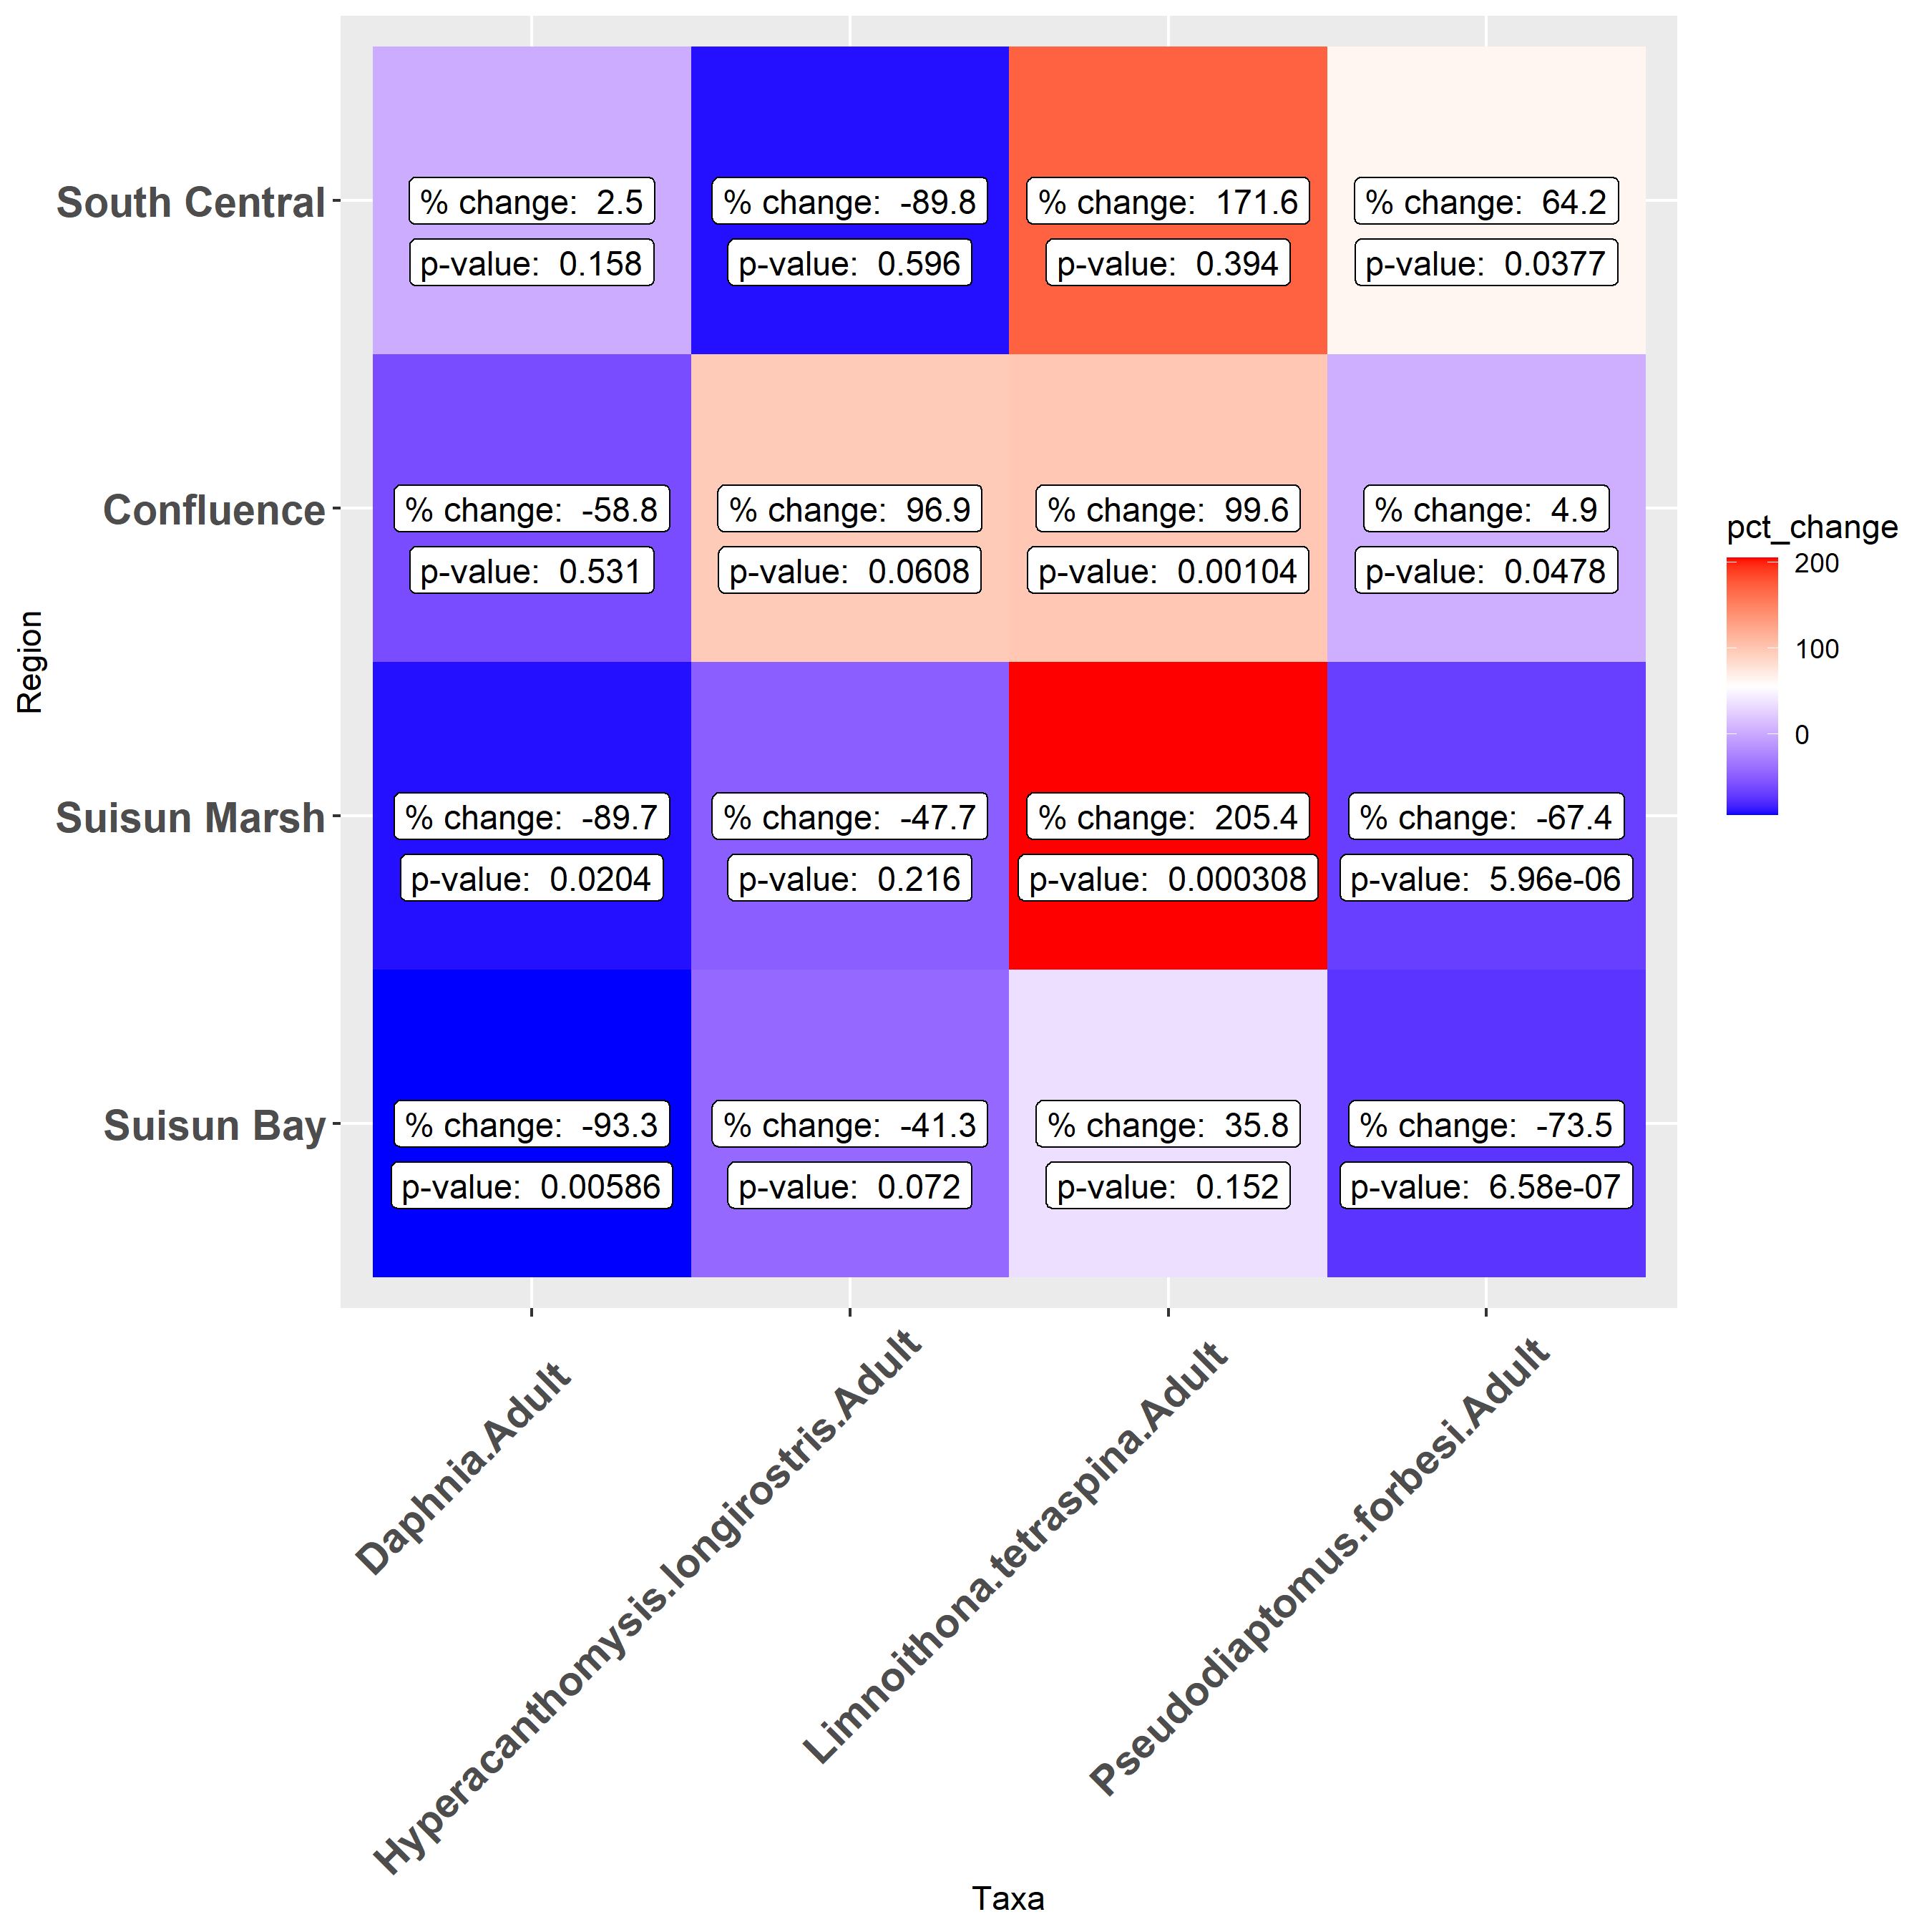 South Central
% change:  2.5
% change:  -89.8
% change:  171.6
% change:  64.2
p-value:  0.158
p-value:  0.596
p-value:  0.394
p-value:  0.0377
Confluence
% change:  -58.8
% change:  96.9
% change:  99.6
% change:  4.9
p-value:  0.531
p-value:  0.0608
p-value:  0.00104
p-value:  0.0478
Suisun Marsh
% change:  -89.7
% change:  -47.7
% change:  205.4
% change:  -67.4
p-value:  0.0204
p-value:  0.216
p-value:  0.000308
p-value:  5.96e-06
Suisun Bay
% change:  -93.3
% change:  -41.3
% change:  35.8
% change:  -73.5
p-value:  0.00586
p-value:  0.072
p-value:  0.152
p-value:  6.58e-07
Region
Daphnia.Adult
Hyperacanthomysis.longirostris.Adult
Limnoithona.tetraspina.Adult
Pseudodiaptomus.forbesi.Adult
Taxa
pct_change
200
100
0